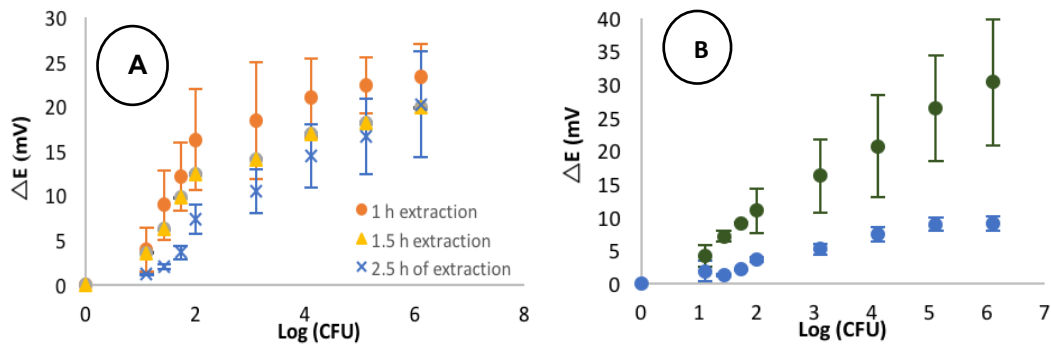 A
30
25
20
15
10
5
0
△E (mV)
1 h extraction
1.5 h extraction
2.5 h of extraction
0 2 4 6 8
Log (CFU)
B
40
35
30
25
20
15
10
5
0
△E (mV
0 1 2 3 4 5 6 7
Log (CFU)